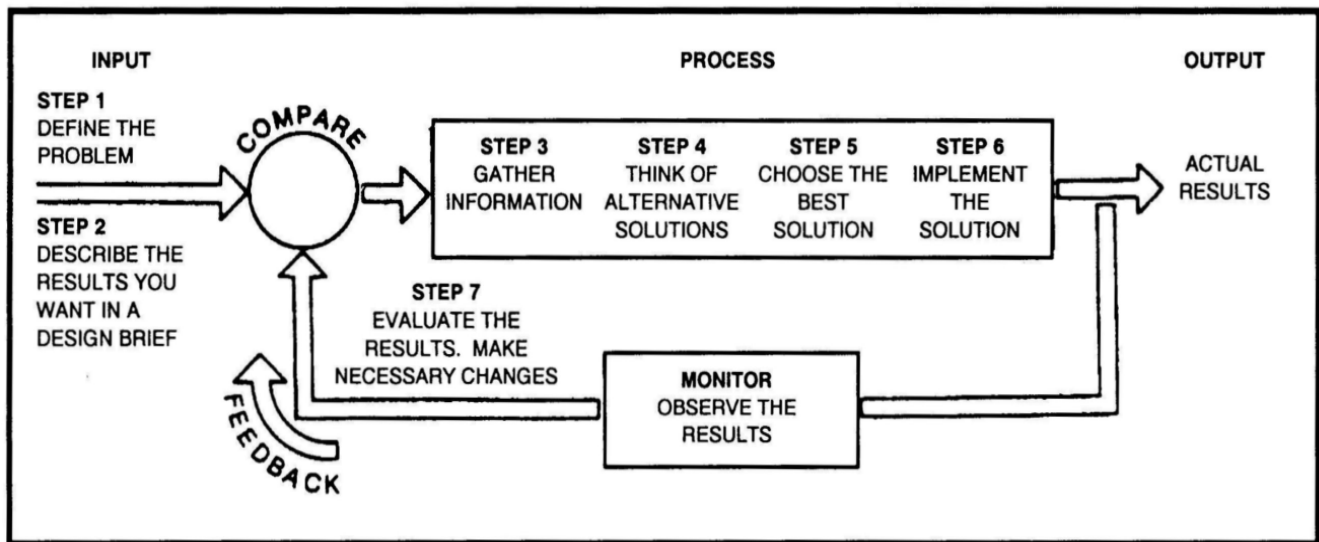 INPUT
PROCESS
OUTPUT
STEP 1
DEFINE THE
PROBLEM
STEP 2
DESCRIBE THE
RESULTS YOU
WANT IN A
DESIGN BRIEF
COMPARE
STEP 3
GATHER
INFORMATION
STEP 4
THINK OF
ALTERNATIVE
SOLUTIONS
STEP 5
CHOOSE THE
BEST
SOLUTION
STEP 6
IMPLEMENT
THE
SOLUTION
ACTUAL
RESULTS
STEP 7
EVALUATE THE
RESULTS. MAKE
NECESSARY CHANGES
MONITOR
OBSERVE THE
RESULTS
FEEDBACK